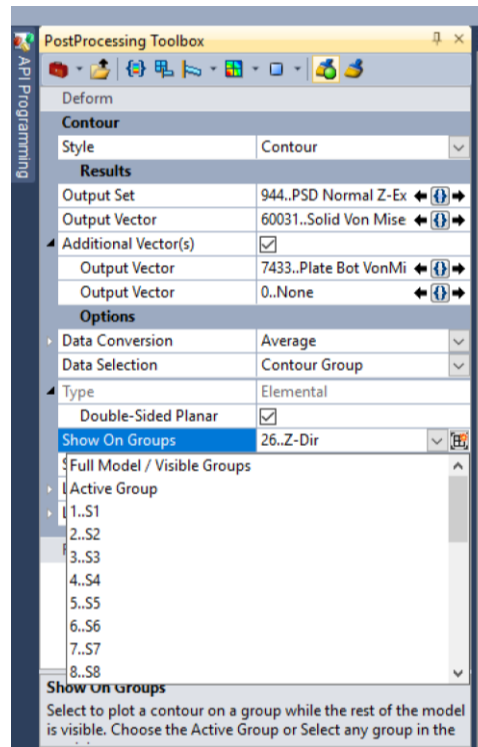 PostProcessing Toolbox
API Programming
Deform
Contour
Style Contour
Results
Output Set 944..PSD Normal Z-Ex
Output Vector 60031..Solid Von Mise
Additional Vector(s)
Output Vector 7433..Plate Bot VonMi
Output Vector 0..None
Options
Data Conversion Average
Data Selection Contour Group
Type Elemental
Double-Sided Planar
Show On Groups 26..Z-Dir
Full Model / Visible Groups
Active Group
1..S1
2..S2
3..S3
4..S4
5..S5
6..S6
7..S7
8..S8
Show On Groups
Select to plot a contour on a group while the rest of the model
is visible. Choose the Active Group or Select any group in the